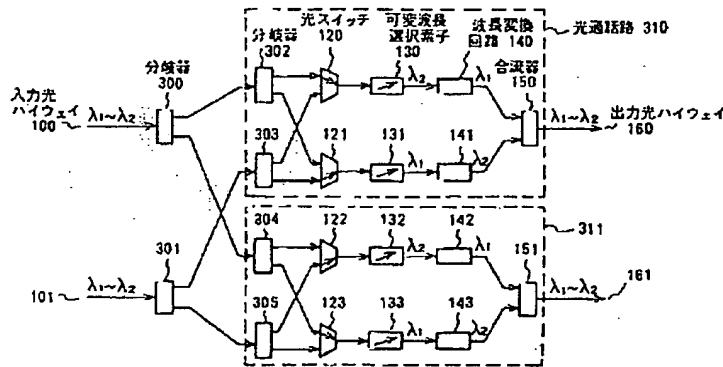 光スイッチ
120
可変波長
選択素子
130
波長変換
回路 140
光通話路 310
分岐器
302
分岐器
300
λ2
λ1
合流器
150
入力光
ハイウェイ
100
λ1~λ2
λ1~λ2
出力光ハイウェイ
160
303
121
131
141
λ1
λ2
304
122
132
142
311
301
λ2
λ1
151
101
λ1~λ2
λ1~λ2
161
305
123
133
143
λ1
λ2